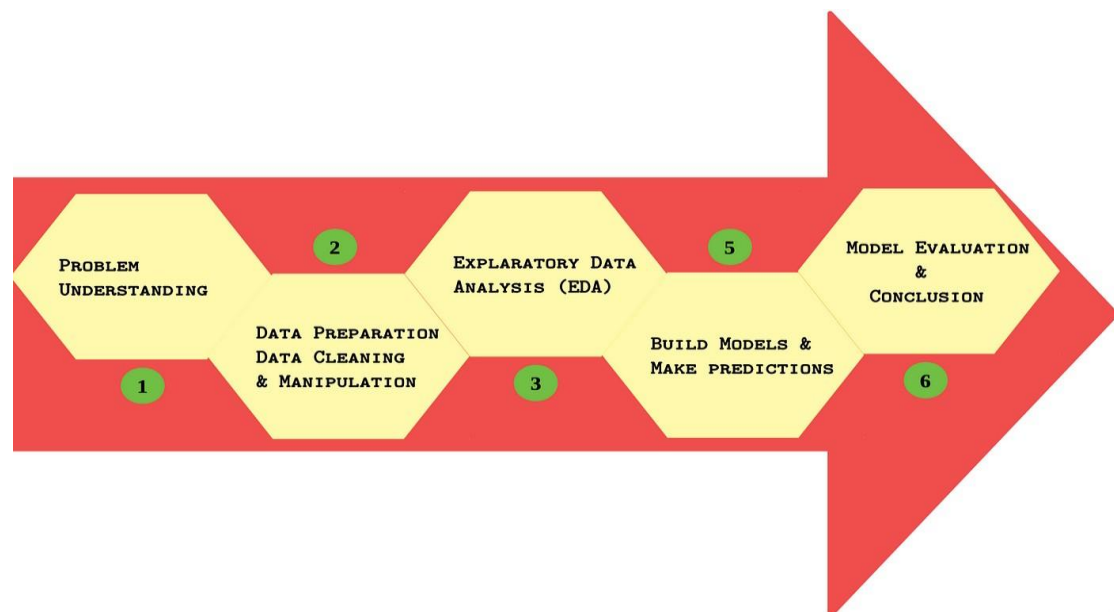 PROBLEM
UNDERSTANDING
1
2
DATA PREPARATION
DATA CLEANING
& MANIPULATION
EXPLARATORY DATA
ANALYSIS (EDA)
3
5
BUILD MODELS &
MAKE PREDICTIONS
MODEL EVALUATION
&
CONCLUSION
6